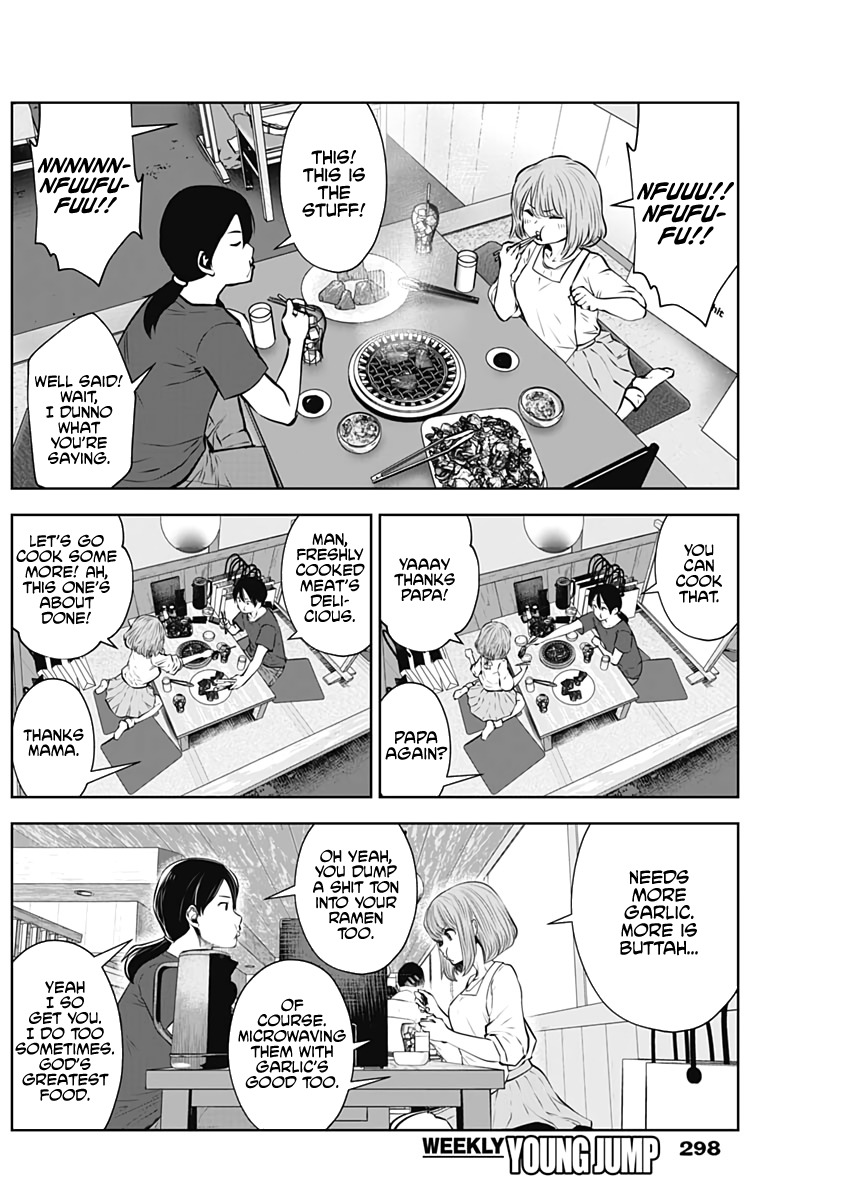 NFUUU!!
NFUFU-
FU!!
THIS!
THIS IS
THE
STUFF!
NNNNNN-
NFUUFU-
FUU!!
WELL SAID!
WAIT,
I DUNNO
WHAT
YOU'RE
SAYING.
YOU
CAN
COOK
THAT.
YAAAY
THANKS
PAPA!
PAPA
AGAIN?
MAN,
FRESHLY
COOKED
MEAT'S
DELI-
CIOUS.
LET'S GO
COOK SOME
MORE! AH,
THIS ONE'S
ABOUT
DONE!
THANKS
MAMA.
NEEDS
MORE
GARLIC.
MORE IS
BUTTAH...
OH YEAH,
YOU DUMP
A SHIT TON
INTO YOUR
RAMEN
TOO.
OF
COURSE.
MICROWAVING
THEM WITH
GARLIC'S
GOOD TOO.
YEAH
I SO
GET YOU.
I DO TOO
SOMETIMES.
GOD'S
GREATEST
FOOD.
WEEKLY YOUNG JUMP 298